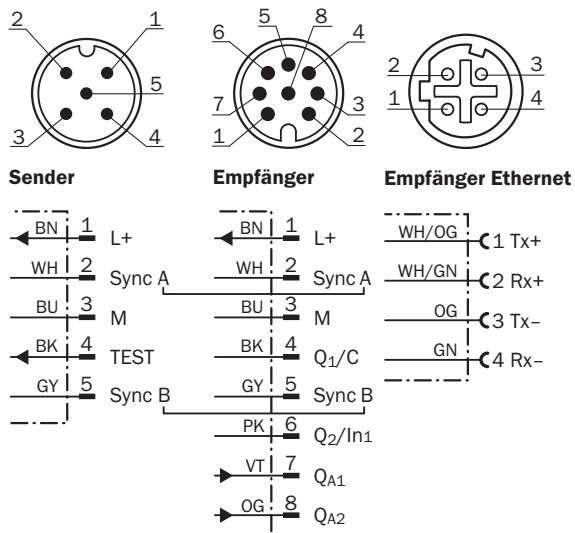 2 1
5
3 4
5 8
6 4
7 3
1 2
2 3
1 4
Sender
BN 1 L+
WH 2 Sync A
BU 3 M
BK 4 TEST
GY 5 Sync B
Empfänger
BN 1 L+
WH 2 Sync A
BU 3 M
BK 4 Q1/C
GY 5 Sync B
PK 6 Q2/In1
VT 7 QA1
OG 8 QA2
Empfänger Ethernet
WH/OG 1 Tx+
WH/GN 2 Rx+
OG 3 Tx–
GN 4 Rx–